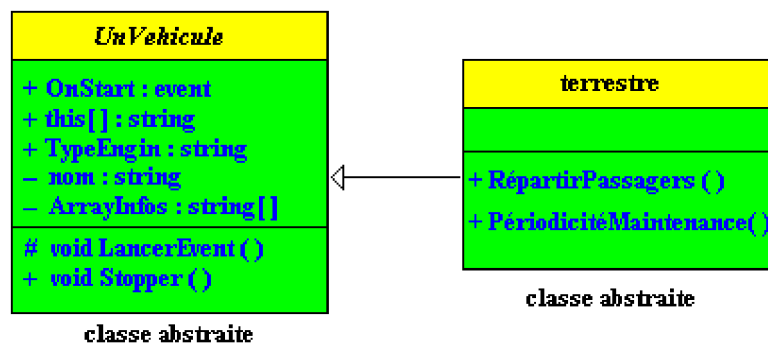 UnVehicule
+ OnStart : event
+ this[] : string
+ TypeEngin : string
– nom : string
– ArrayInfos : string[]
# void LancerEvent()
+ void Stopper ()
classe abstraite
terrestre
+ RépartirPassagers ()
+ PériodicitéMaintenance()
classe abstraite